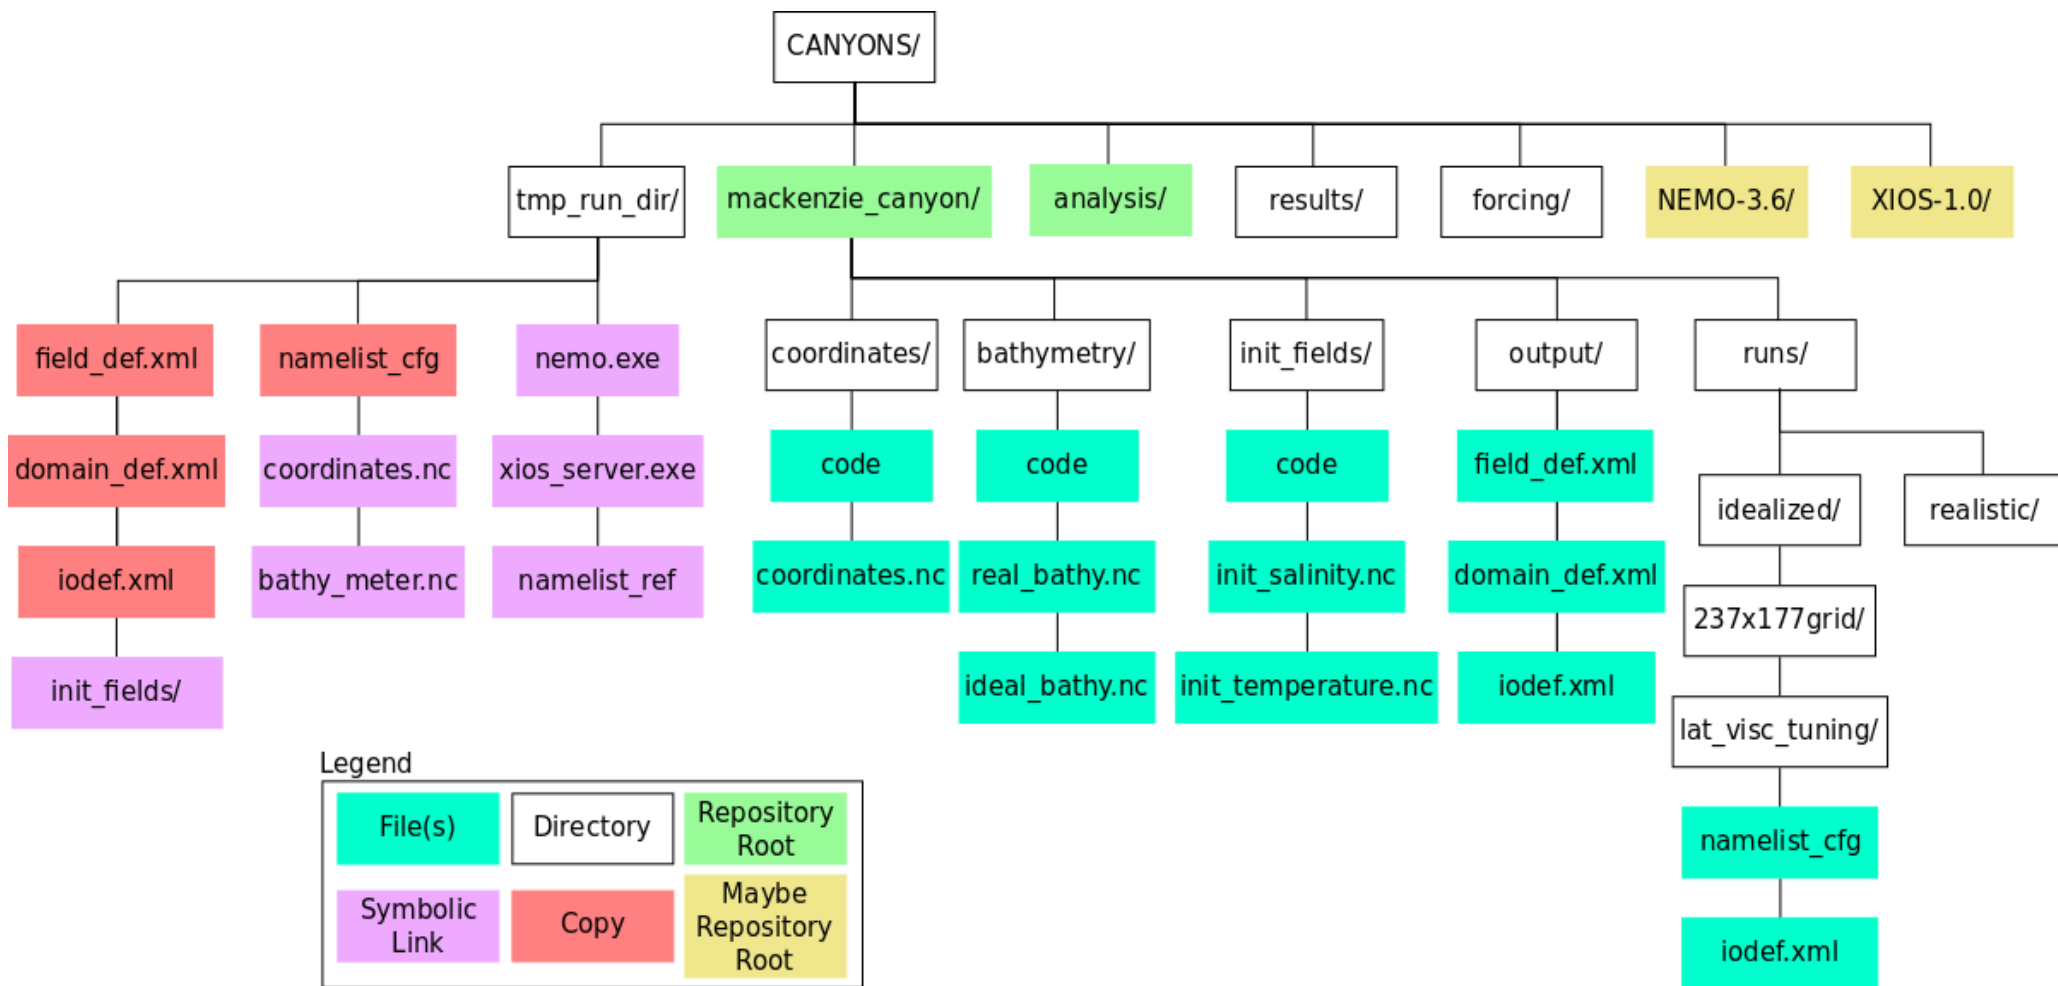 CANYONS/
tmp_run_dir/
mackenzie_canyon/
analysis/
results/
forcing/
NEMO-3.6/
XIOS-1.0/
field_def.xml
namelist_cfg
nemo.exe
coordinates/
bathymetry/
init_fields/
output/
runs/
domain_def.xml
coordinates.nc
xios_server.exe
code
code
code
field_def.xml
idealized/
realistic/
iodef.xml
bathy_meter.nc
namelist_ref
coordinates.nc
real_bathy.nc
init_salinity.nc
domain_def.xml
237x177grid/
init_fields/
ideal_bathy.nc
init_temperature.nc
iodef.xml
lat_visc_tuning/
namelist_cfg
iodef.xml
Legend
File(s)
Directory
Repository
Root
Symbolic
Link
Copy
Maybe
Repository
Root